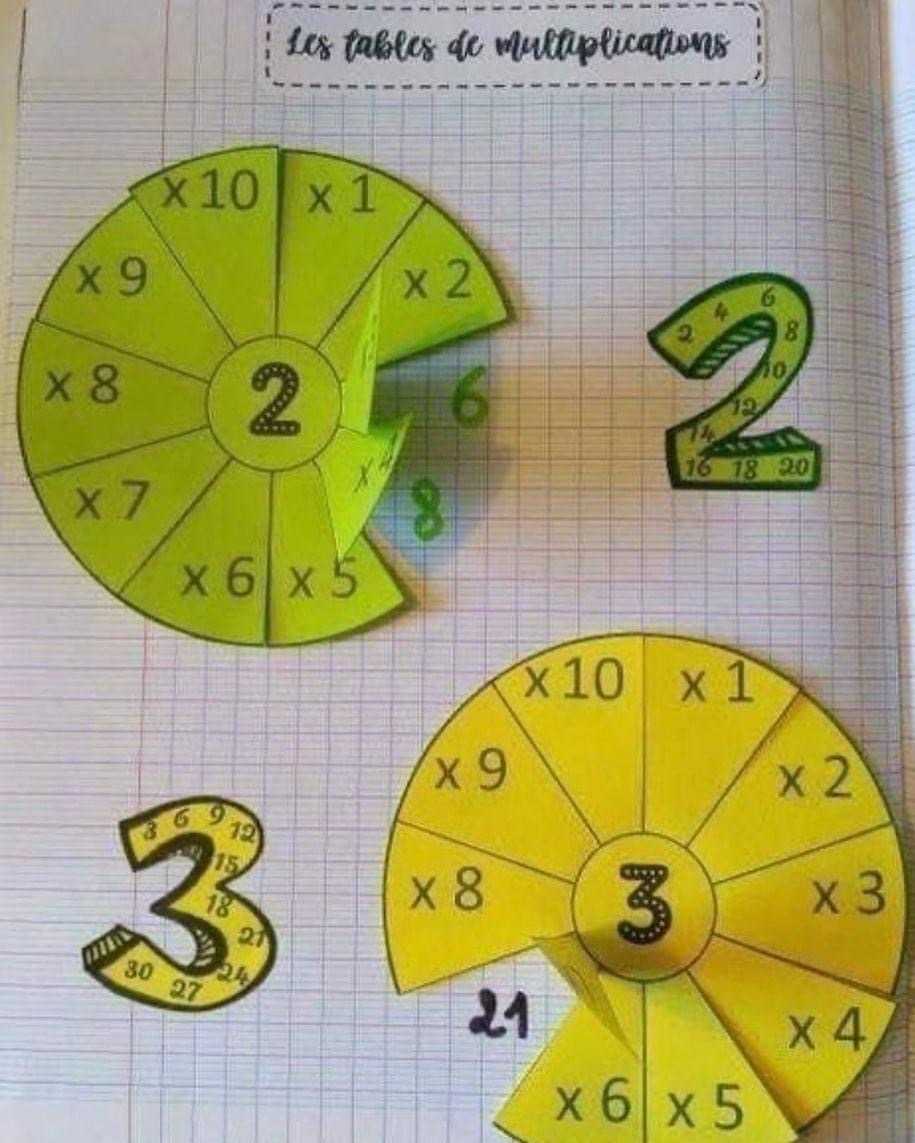 Les tables de multiplications
x 10
x 1
x 9
x 2
x 8
2
6
x 4
8
x 7
x 6
x 5
2
4
6
8
10
12
14
16 18 20
x 10
x 1
x 9
x 2
x 8
3
x 3
21
x 4
x 6
x 5
3 6 9 12
15
18
21
24
27
30